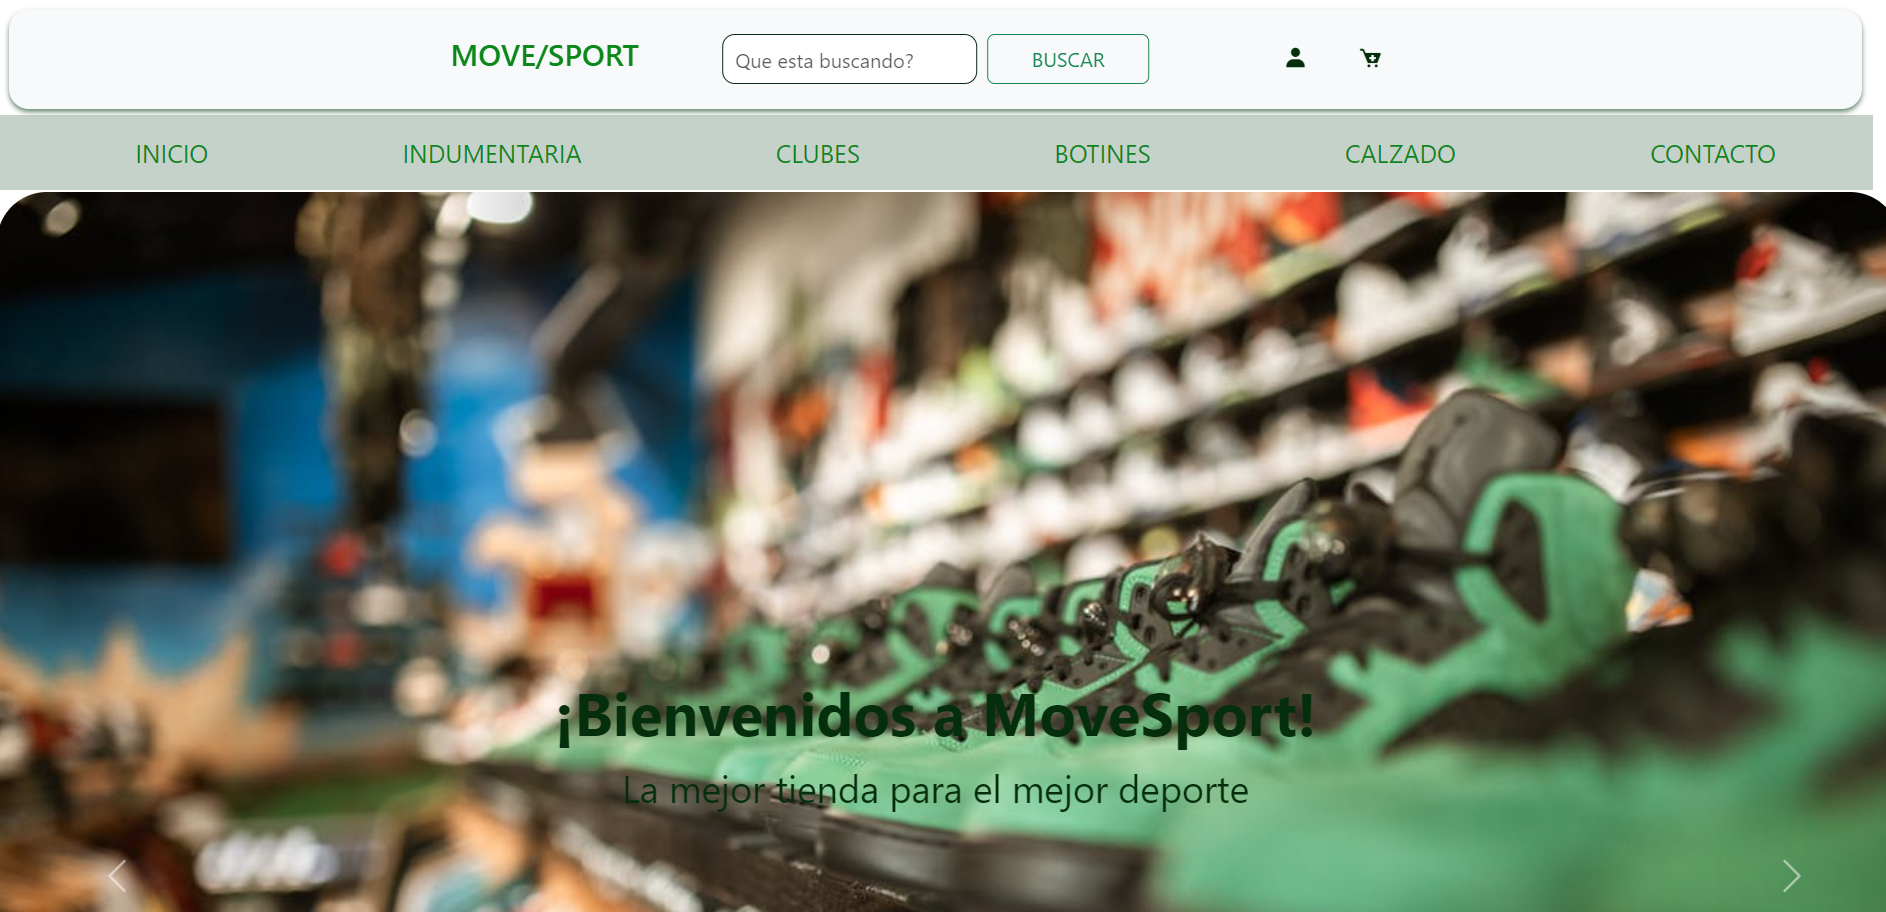 MOVE/SPORT
Que esta buscando?
BUSCAR
INICIO INDUMENTARIA CLUBES BOTINES CALZADO CONTACTO
¡Bienvenidos a MoveSport!
La mejor tienda para el mejor deporte